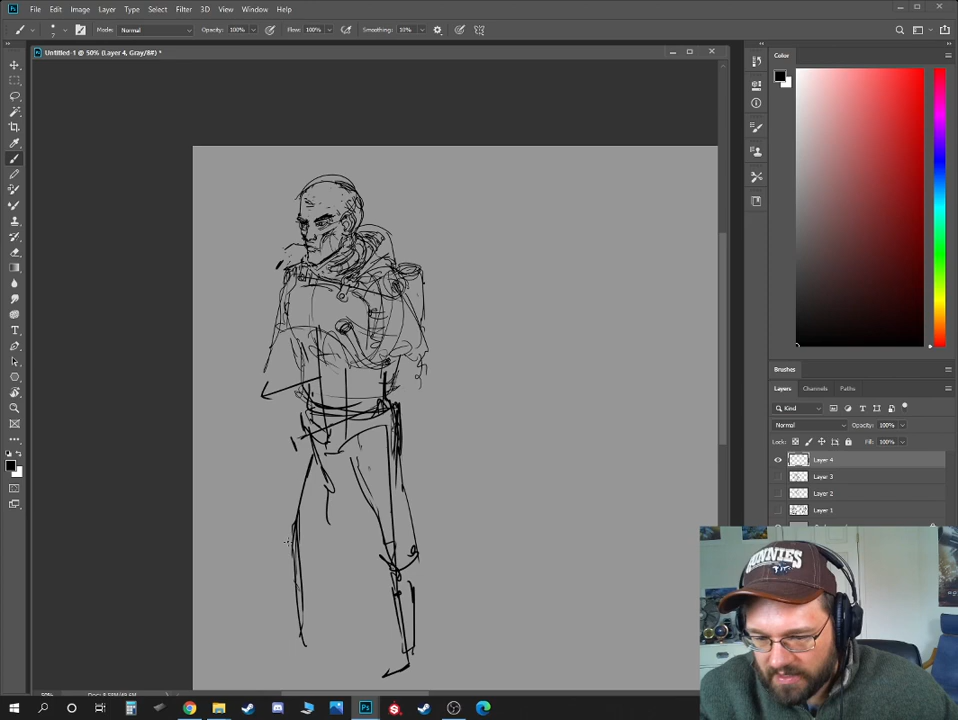 File Edit Image Layer Type Select Filter 3D View Window Help
Mode: Normal Opacity: 100% Flow: 100% Smoothing: 10%
Untitled-1 @ 50% (Layer 4, Gray/8#) *
Color
Brushes
Layers Channels Paths
Kind
Normal Opacity: 100%
Lock: Fill: 100%
Layer 4
Layer 3
Layer 2
Layer 1
GUNNIES